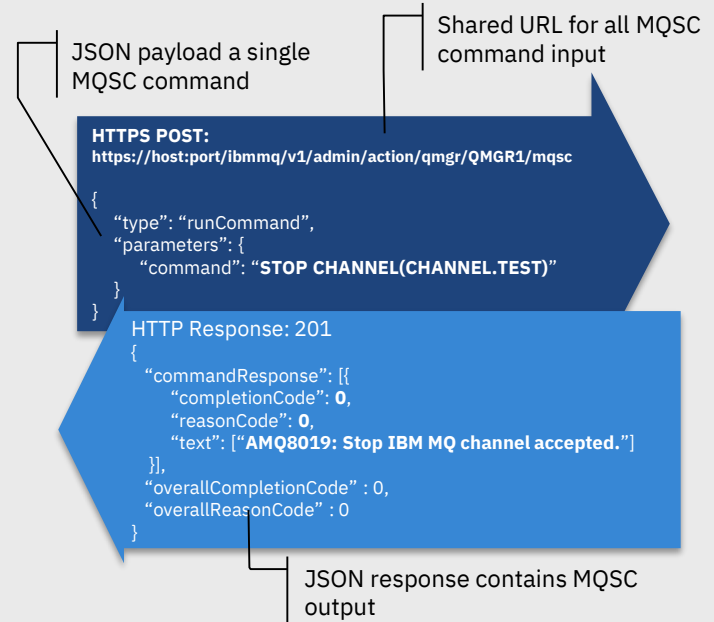 JSON payload a single
MQSC command
Shared URL for all MQSC
command input
HTTPS POST:
https://host:port/ibmmq/v1/admin/action/qmgr/QMGR1/mqsc
{
“type”: “runCommand”,
“parameters”: {
“command”: “STOP CHANNEL(CHANNEL.TEST)”
}
}
HTTP Response: 201
{
“commandResponse”: [{
“completionCode”: 0,
“reasonCode”: 0,
“text”: [“AMQ8019: Stop IBM MQ channel accepted.”]
}],
“overallCompletionCode” : 0,
“overallReasonCode” : 0
}
JSON response contains MQSC
output